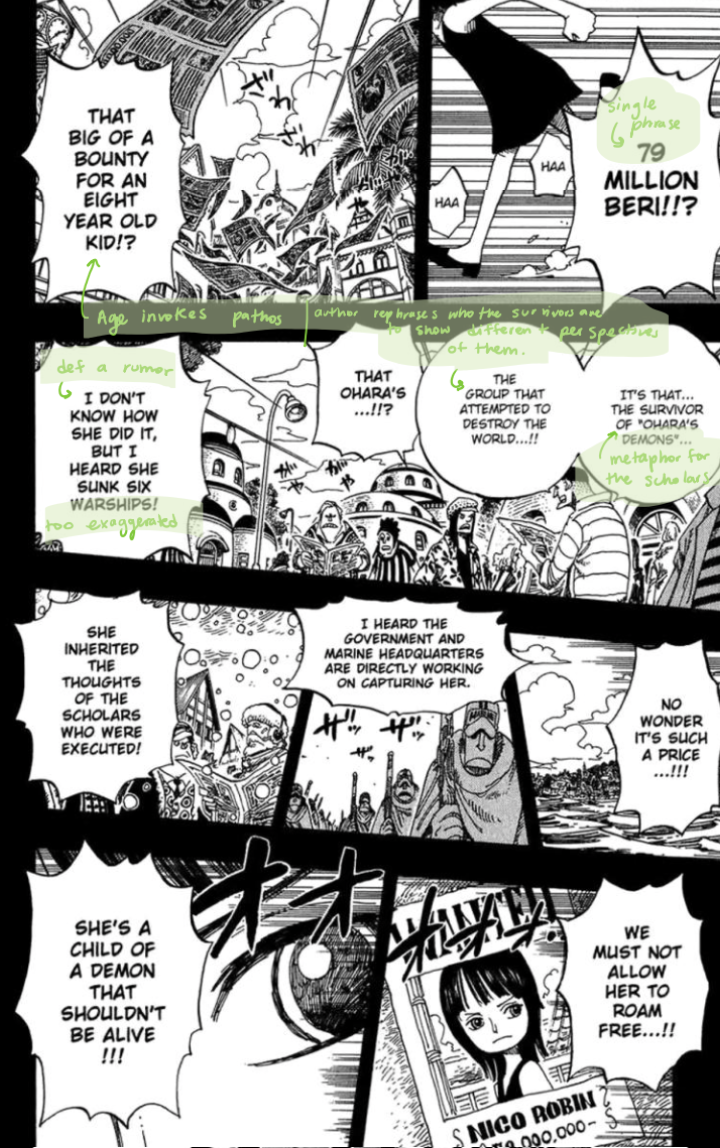 single
phrase
79
MILLION
BERI!!?
HAA
HAA
THAT
BIG OF A
BOUNTY
FOR AN
EIGHT
YEAR OLD
KID!?
Age invokes pathos
author rephrases who the survivors are
to show different perspectives
of them.
IT'S THAT...
THE SURVIVOR
OF "OHARA'S
DEMONS"...
metaphor for
the scholars
THE
GROUP THAT
ATTEMPTED TO
DESTROY THE
WORLD...!!
THAT
OHARA'S
...!!?
def a rumor
I DON'T
KNOW HOW
SHE DID IT,
BUT I
HEARD SHE
SUNK SIX
WARSHIPS!
too exaggerated
NO
WONDER
IT'S SUCH
A PRICE
...!!!
I HEARD THE
GOVERNMENT AND
MARINE HEADQUARTERS
ARE DIRECTLY WORKING
ON CAPTURING HER.
ザッ
ザッ
SHE
INHERITED
THE
THOUGHTS
OF THE
SCHOLARS
WHO WERE
EXECUTED!
WE
MUST NOT
ALLOW
HER TO
ROAM
FREE...!!
NICO ROBIN
オオ
SHE'S A
CHILD OF
A DEMON
THAT
SHOULDN'T
BE ALIVE
!!!